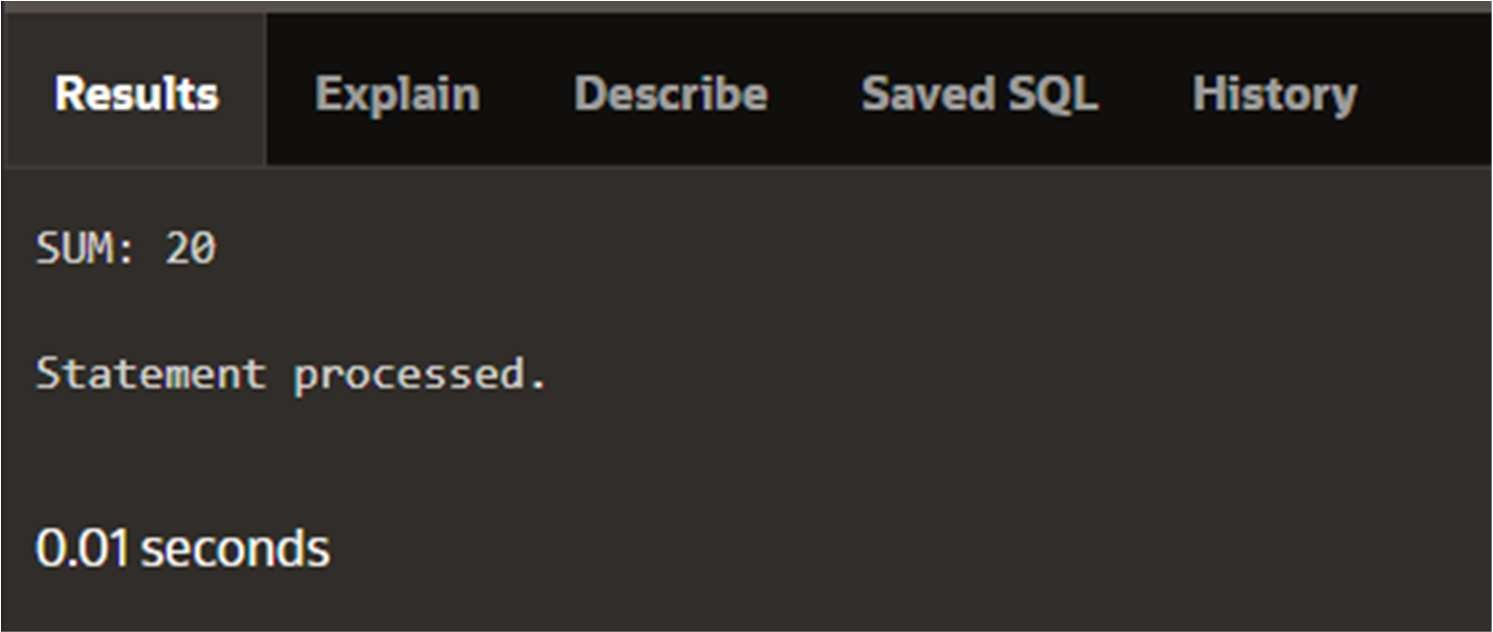 Results Explain Describe Saved SQL History
SUM: 20
Statement processed.
0.01 seconds